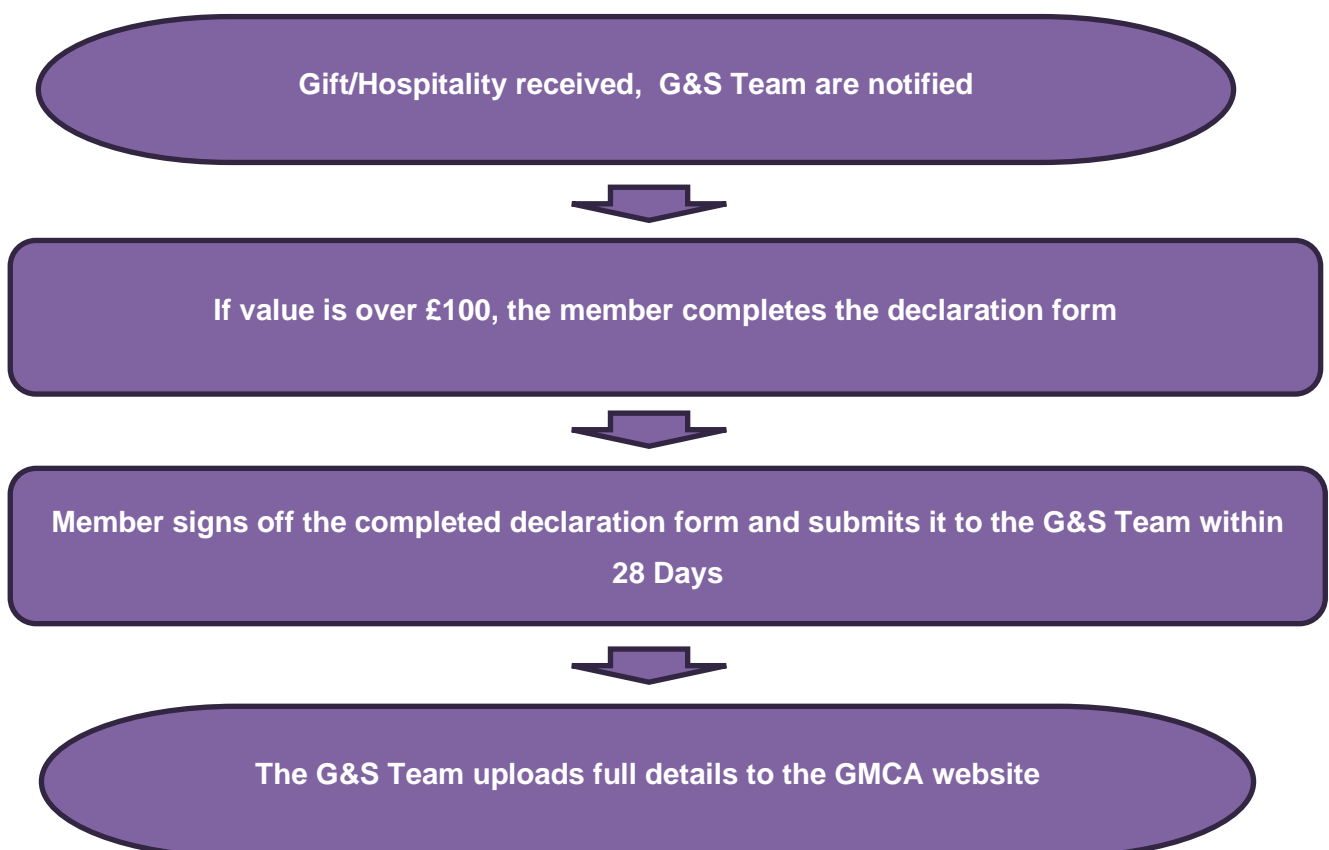 Gift/Hospitality received, G&S Team are notified
If value is over £100, the member completes the declaration form
Member signs off the completed declaration form and submits it to the G&S Team within
28 Days
The G&S Team uploads full details to the GMCA website